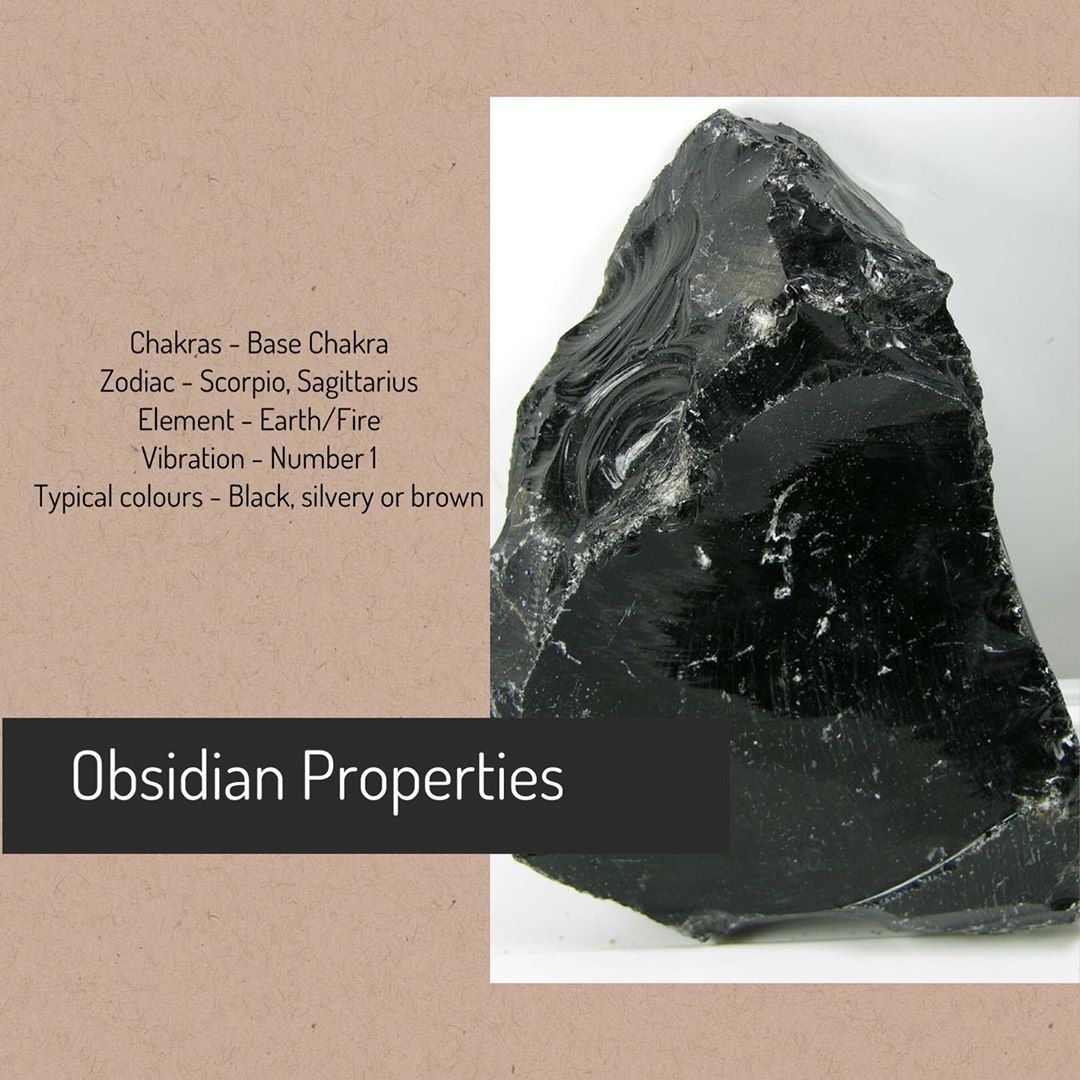 Chakras - Base Chakra
Zodiac - Scorpio, Sagittarius
Element - Earth/Fire
Vibration - Number 1
Typical colours - Black, silvery or brown
Obsidian Properties